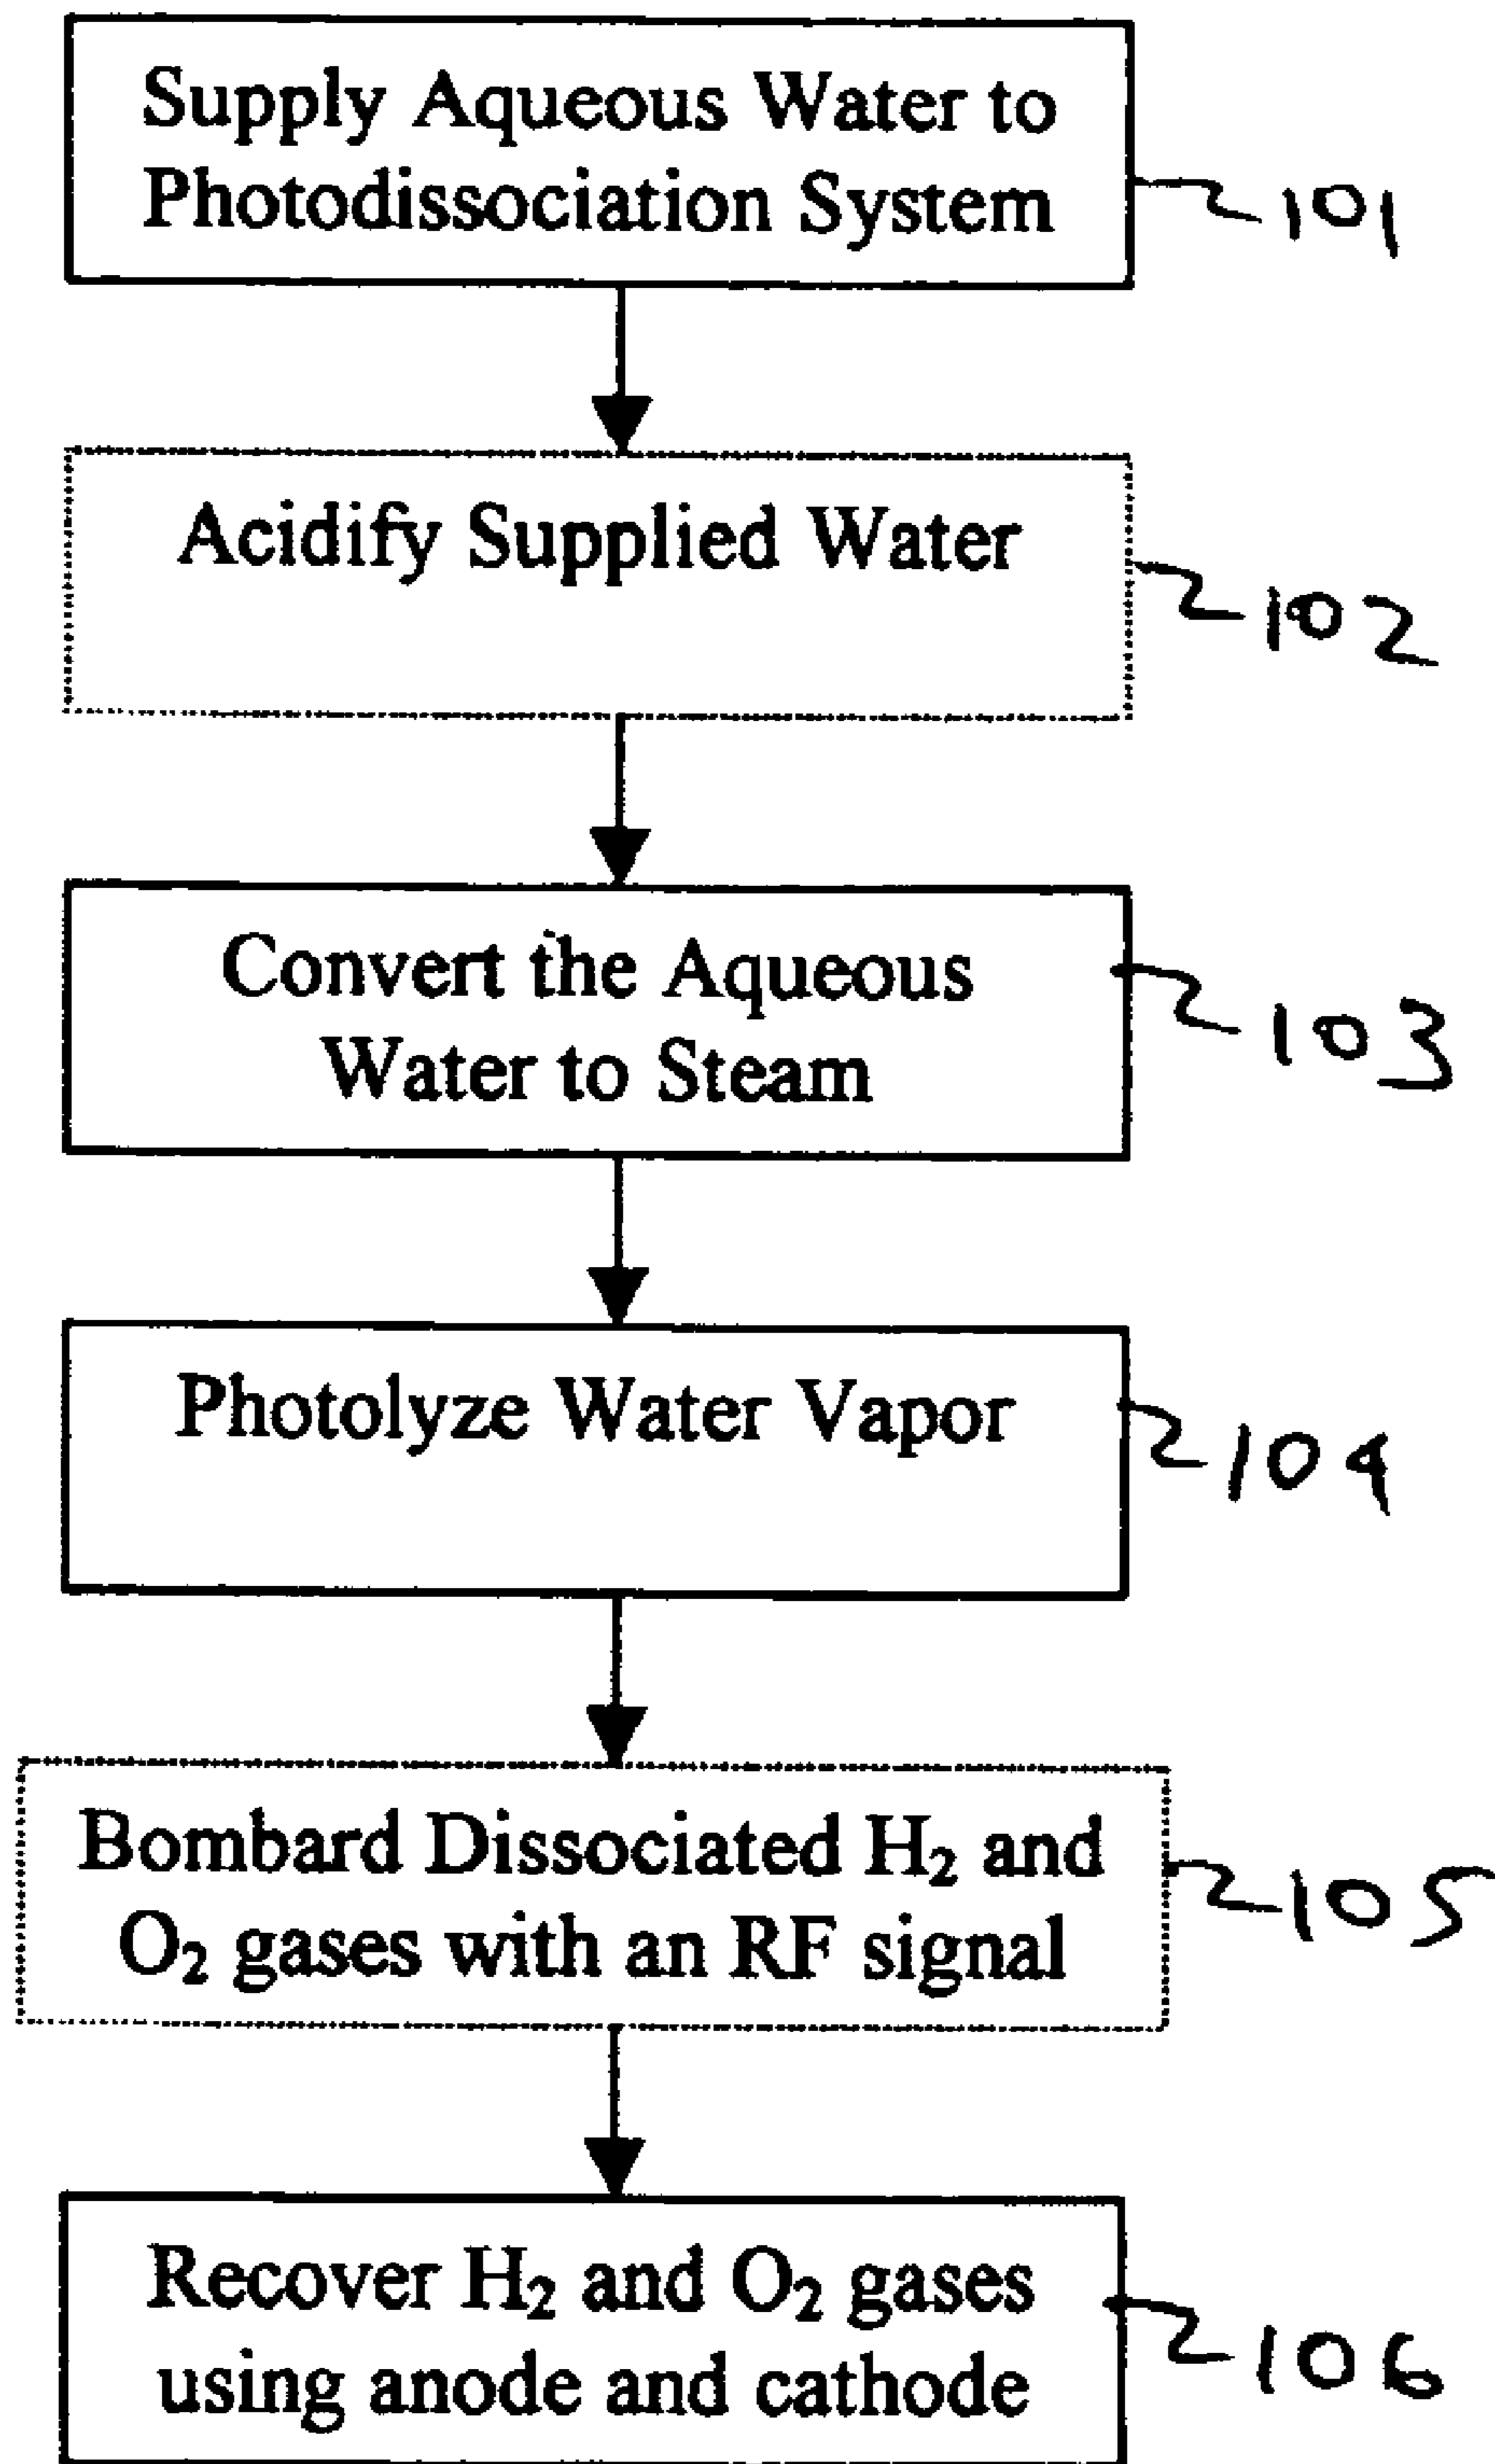 Supply Aqueous Water to
Photodissociation System
101
Acidify Supplied Water
102
Convert the Aqueous
Water to Steam
103
Photolyze Water Vapor
104
Bombard Dissociated H₂ and
O₂ gases with an RF signal
105
Recover H₂ and O₂ gases
using anode and cathode
106